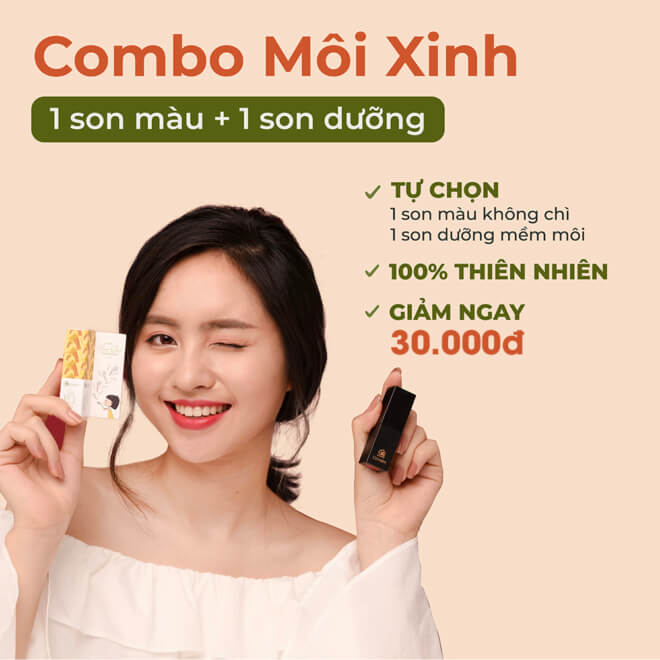 Combo Môi Xinh
1 son màu + 1 son dưỡng
TỰ CHỌN
1 son màu không chì
1 son dưỡng mềm môi
100% THIÊN NHIÊN
GIẢM NGAY
30.000đ